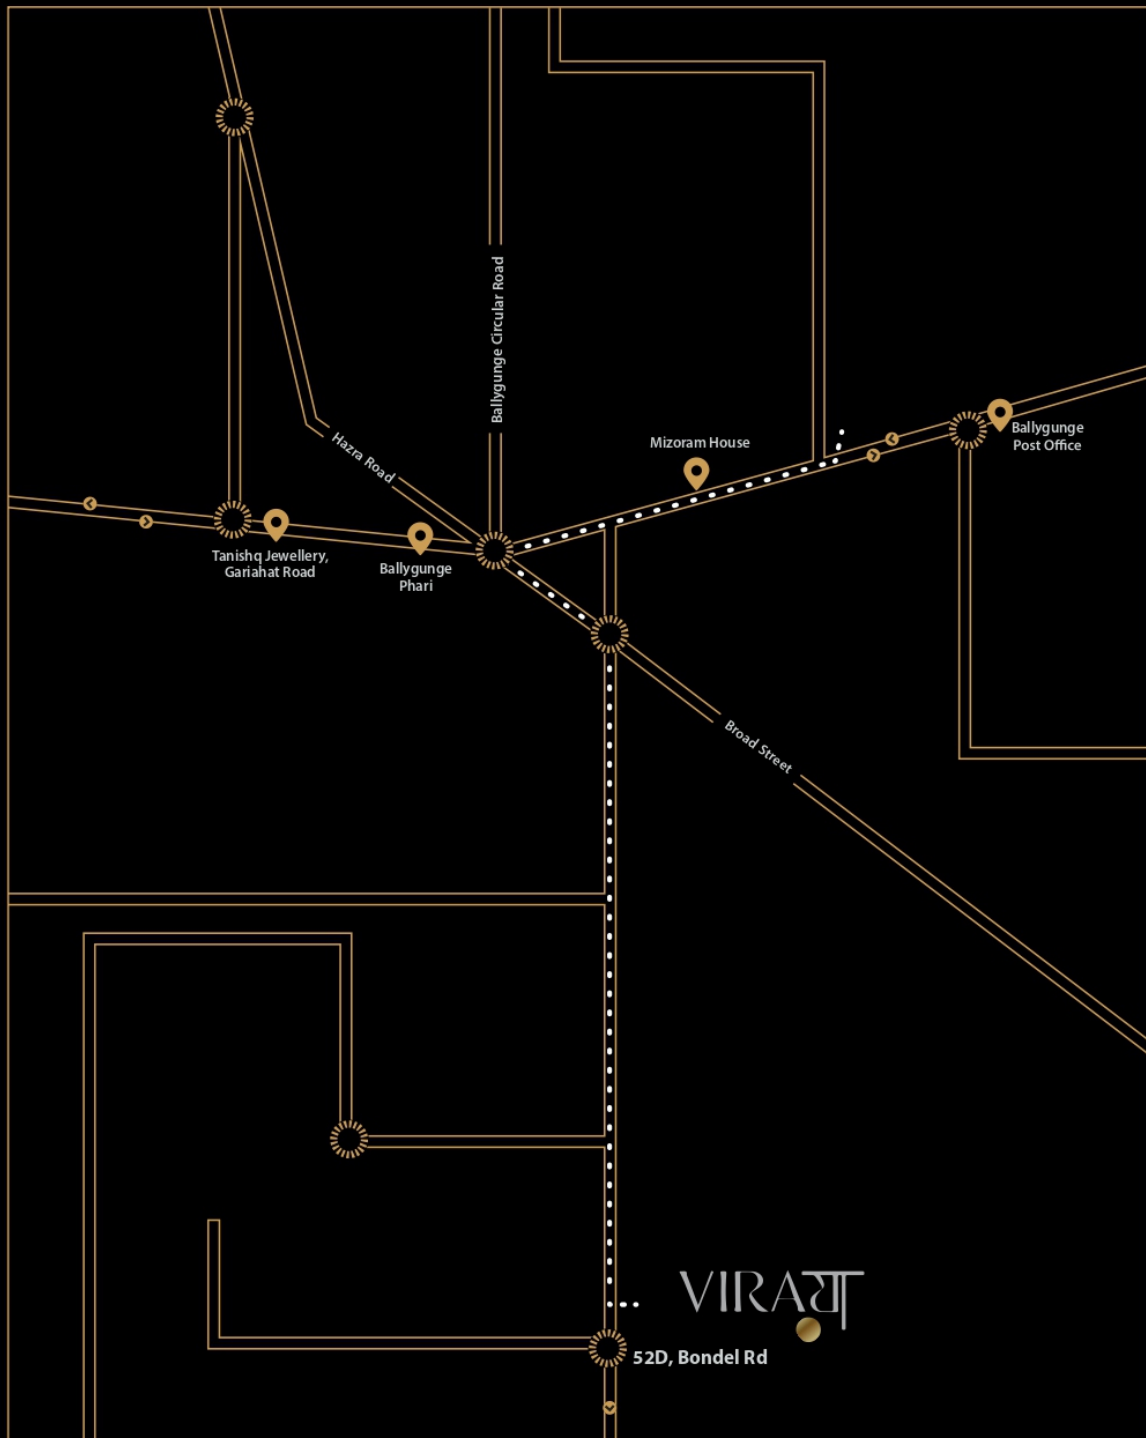 Ballygunge Circular Road
Hazra Road
Mizoram House
Ballygunge
Post Office
Tanishq Jewellery,
Gariahat Road
Ballygunge
Phari
Broad Street
VIRAাT
52D, Bondel Rd